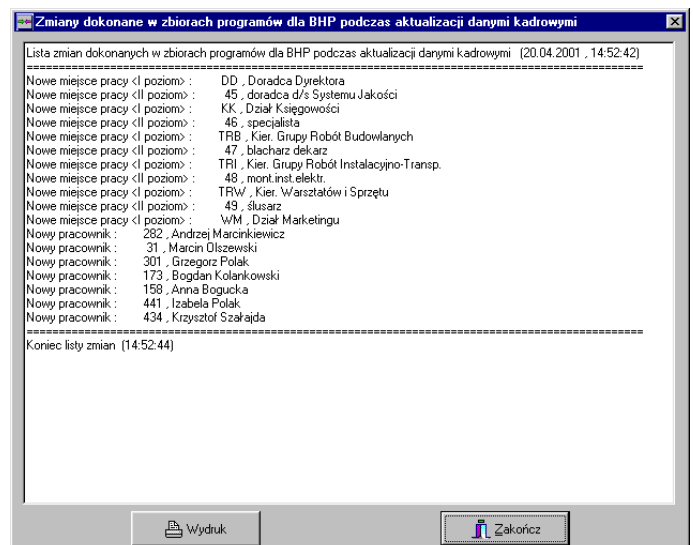 Zmiany dokonane w zbiorach programów dla BHP podczas aktualizacji danymi kadrowymi
Lista zmian dokonanych w zbiorach programów dla BHP podczas aktualizacji danymi kadrowymi (20.04.2001 , 14:52:42)
==========================================================================================
Nowe miejsce pracy <I poziom> : DD , Doradca Dyrektora
Nowe miejsce pracy <II poziom> : 45 , doradca d/s Systemu Jakości
Nowe miejsce pracy <I poziom> : KK , Dział Księgowości
Nowe miejsce pracy <II poziom> : 46 , specjalista
Nowe miejsce pracy <I poziom> : TRB , Kier. Grupy Robót Budowlanych
Nowe miejsce pracy <II poziom> : 47 , blacharz dekarz
Nowe miejsce pracy <I poziom> : TRI , Kier. Grupy Robót Instalacyjno-Transp.
Nowe miejsce pracy <II poziom> : 48 , mont.inst.elektr.
Nowe miejsce pracy <I poziom> : TRW , Kier. Warsztatów i Sprzętu
Nowe miejsce pracy <II poziom> : 49 , ślusarz
Nowe miejsce pracy <I poziom> : WM , Dział Marketingu
Nowy pracownik : 282 , Andrzej Marcinkiewicz
Nowy pracownik : 31 , Marcin Olszewski
Nowy pracownik : 301 , Grzegorz Polak
Nowy pracownik : 173 , Bogdan Kolankowski
Nowy pracownik : 158 , Anna Bogucka
Nowy pracownik : 441 , Izabela Polak
Nowy pracownik : 434 , Krzysztof Szałajda
==========================================================================================
Koniec listy zmian (14:52:44)
Wydruk
Zakończ